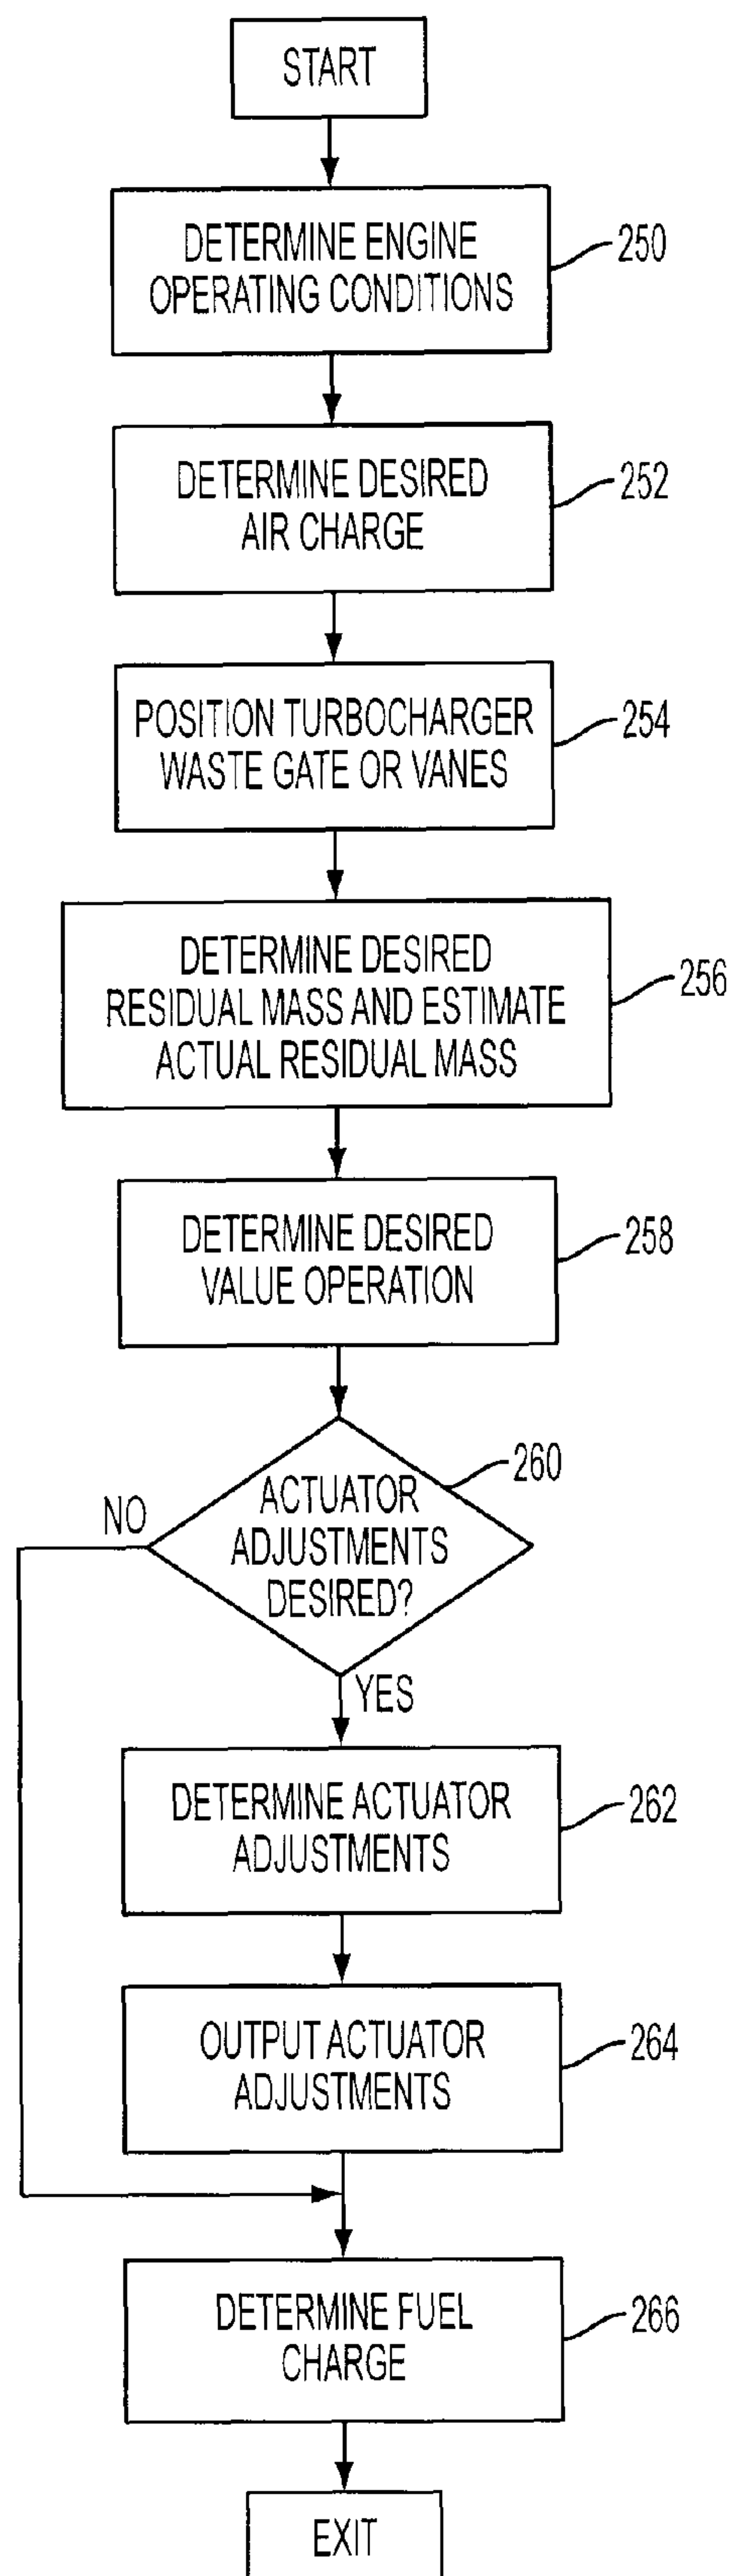 START
DETERMINE ENGINE
OPERATING CONDITIONS
250
DETERMINE DESIRED
AIR CHARGE
252
POSITION TURBOCHARGER
WASTE GATE OR VANES
254
DETERMINE DESIRED
RESIDUAL MASS AND ESTIMATE
ACTUAL RESIDUAL MASS
256
DETERMINE DESIRED
VALUE OPERATION
258
ACTUATOR
ADJUSTMENTS
DESIRED?
260
NO
YES
DETERMINE ACTUATOR
ADJUSTMENTS
262
OUTPUT ACTUATOR
ADJUSTMENTS
264
DETERMINE FUEL
CHARGE
266
EXIT